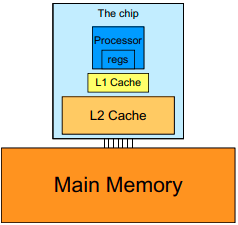 The chip
Processor
regs
L1 Cache
L2 Cache
Main Memory